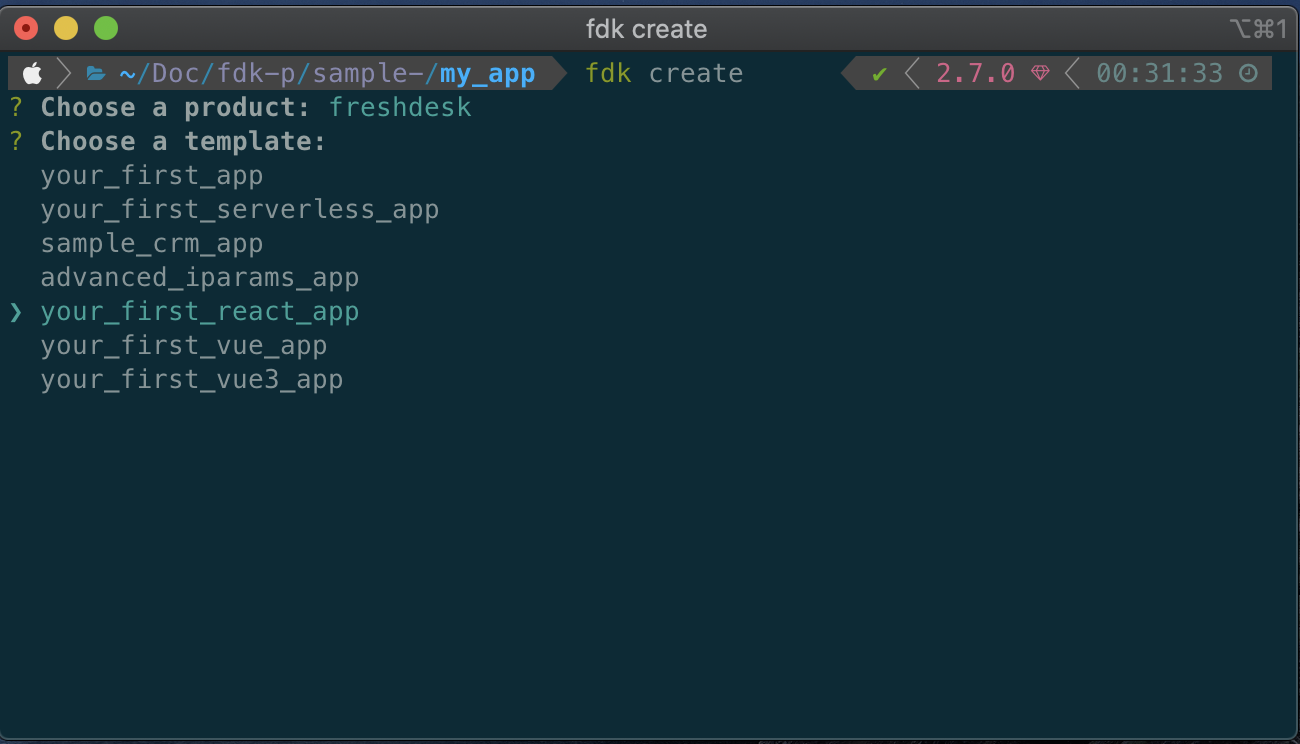 fdk create
⌥⌘1
~/Doc/fdk-p/sample-/my_app fdk create ✔ 2.7.0 00:31:33
? Choose a product: freshdesk
? Choose a template:
your_first_app
your_first_serverless_app
sample_crm_app
advanced_iparams_app
❯ your_first_react_app
your_first_vue_app
your_first_vue3_app